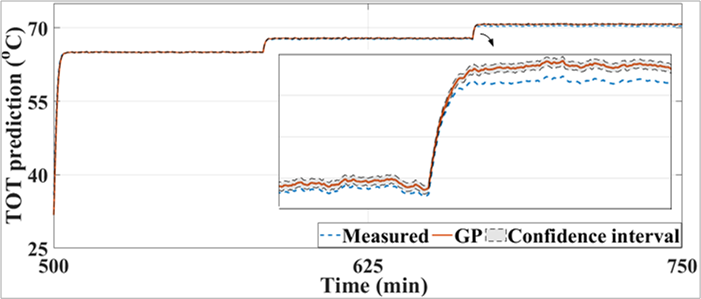 TOT prediction (°C)
70
55
40
25
Measured GP Confidence interval
500 625 750
Time (min)